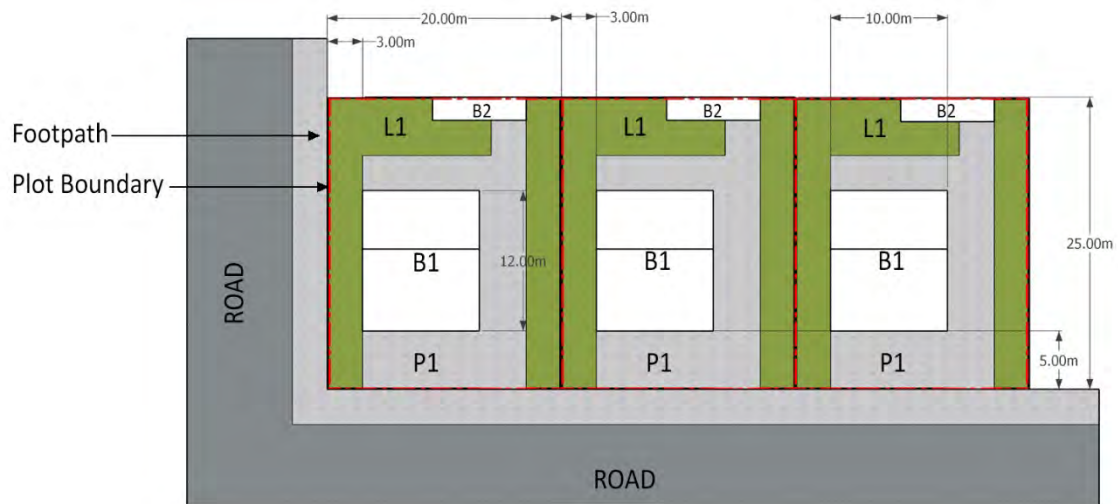 20.00m
3.00m
10.00m
3.00m
Footpath
L1
B2
L1
B2
L1
B2
Plot Boundary
25.00m
B1
12.00m
B1
B1
ROAD
P1
P1
P1
5.00m
ROAD